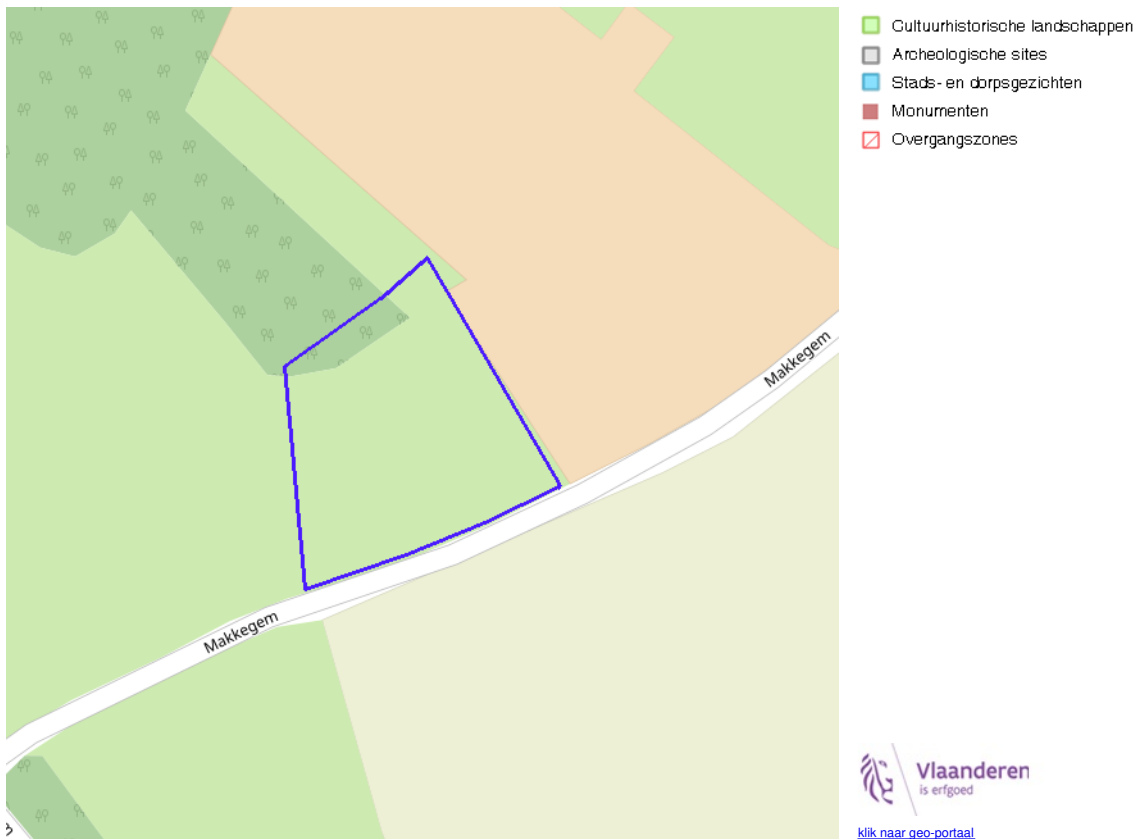 Cultuurhistorische landschappen
Archeologische sites
Stads- en dorpsgezichten
Monumenten
Overgangszones
Makkegem
Makkegem
Vlaanderen
is erfgoed
klik naar geo-portaal